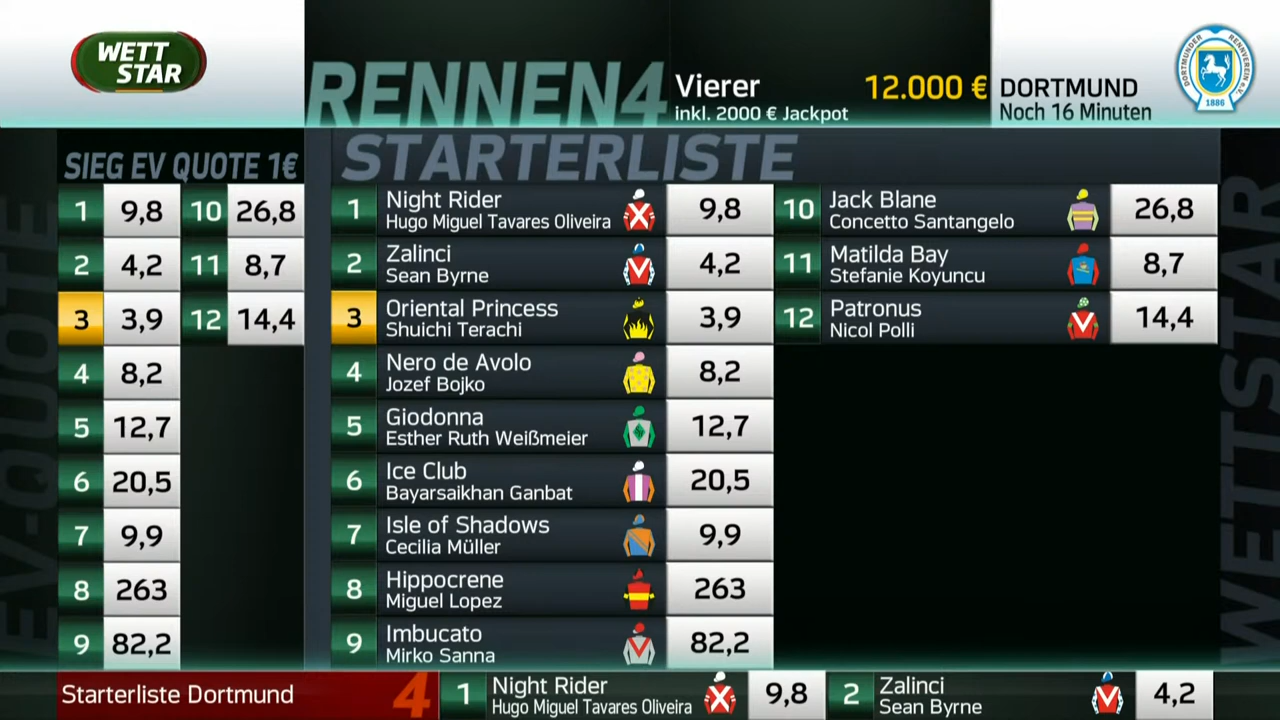 WETT
STAR
RENNEN4
Vierer
12.000 €
inkl. 2000 € Jackpot
DORTMUND
Noch 16 Minuten
DORTMUNDER RENNVEREIN e.V.
1886
SIEG EV QUOTE 1€
1 9,8 10 26,8
2 4,2 11 8,7
3 3,9 12 14,4
4 8,2
5 12,7
6 20,5
7 9,9
8 263
9 82,2
STARTERLISTE
1 Night Rider 9,8
Hugo Miguel Tavares Oliveira
2 Zalinci 4,2
Sean Byrne
3 Oriental Princess 3,9
Shuichi Terachi
4 Nero de Avolo 8,2
Jozef Bojko
5 Giodonna 12,7
Esther Ruth Weißmeier
6 Ice Club 20,5
Bayarsaikhan Ganbat
7 Isle of Shadows 9,9
Cecilia Müller
8 Hippocrene 263
Miguel Lopez
9 Imbucato 82,2
Mirko Sanna
10 Jack Blane 26,8
Concetto Santangelo
11 Matilda Bay 8,7
Stefanie Koyuncu
12 Patronus 14,4
Nicol Polli
EV-QUOTE
WETTSTAR
Starterliste Dortmund 4
1 Night Rider 9,8
Hugo Miguel Tavares Oliveira
2 Zalinci 4,2
Sean Byrne